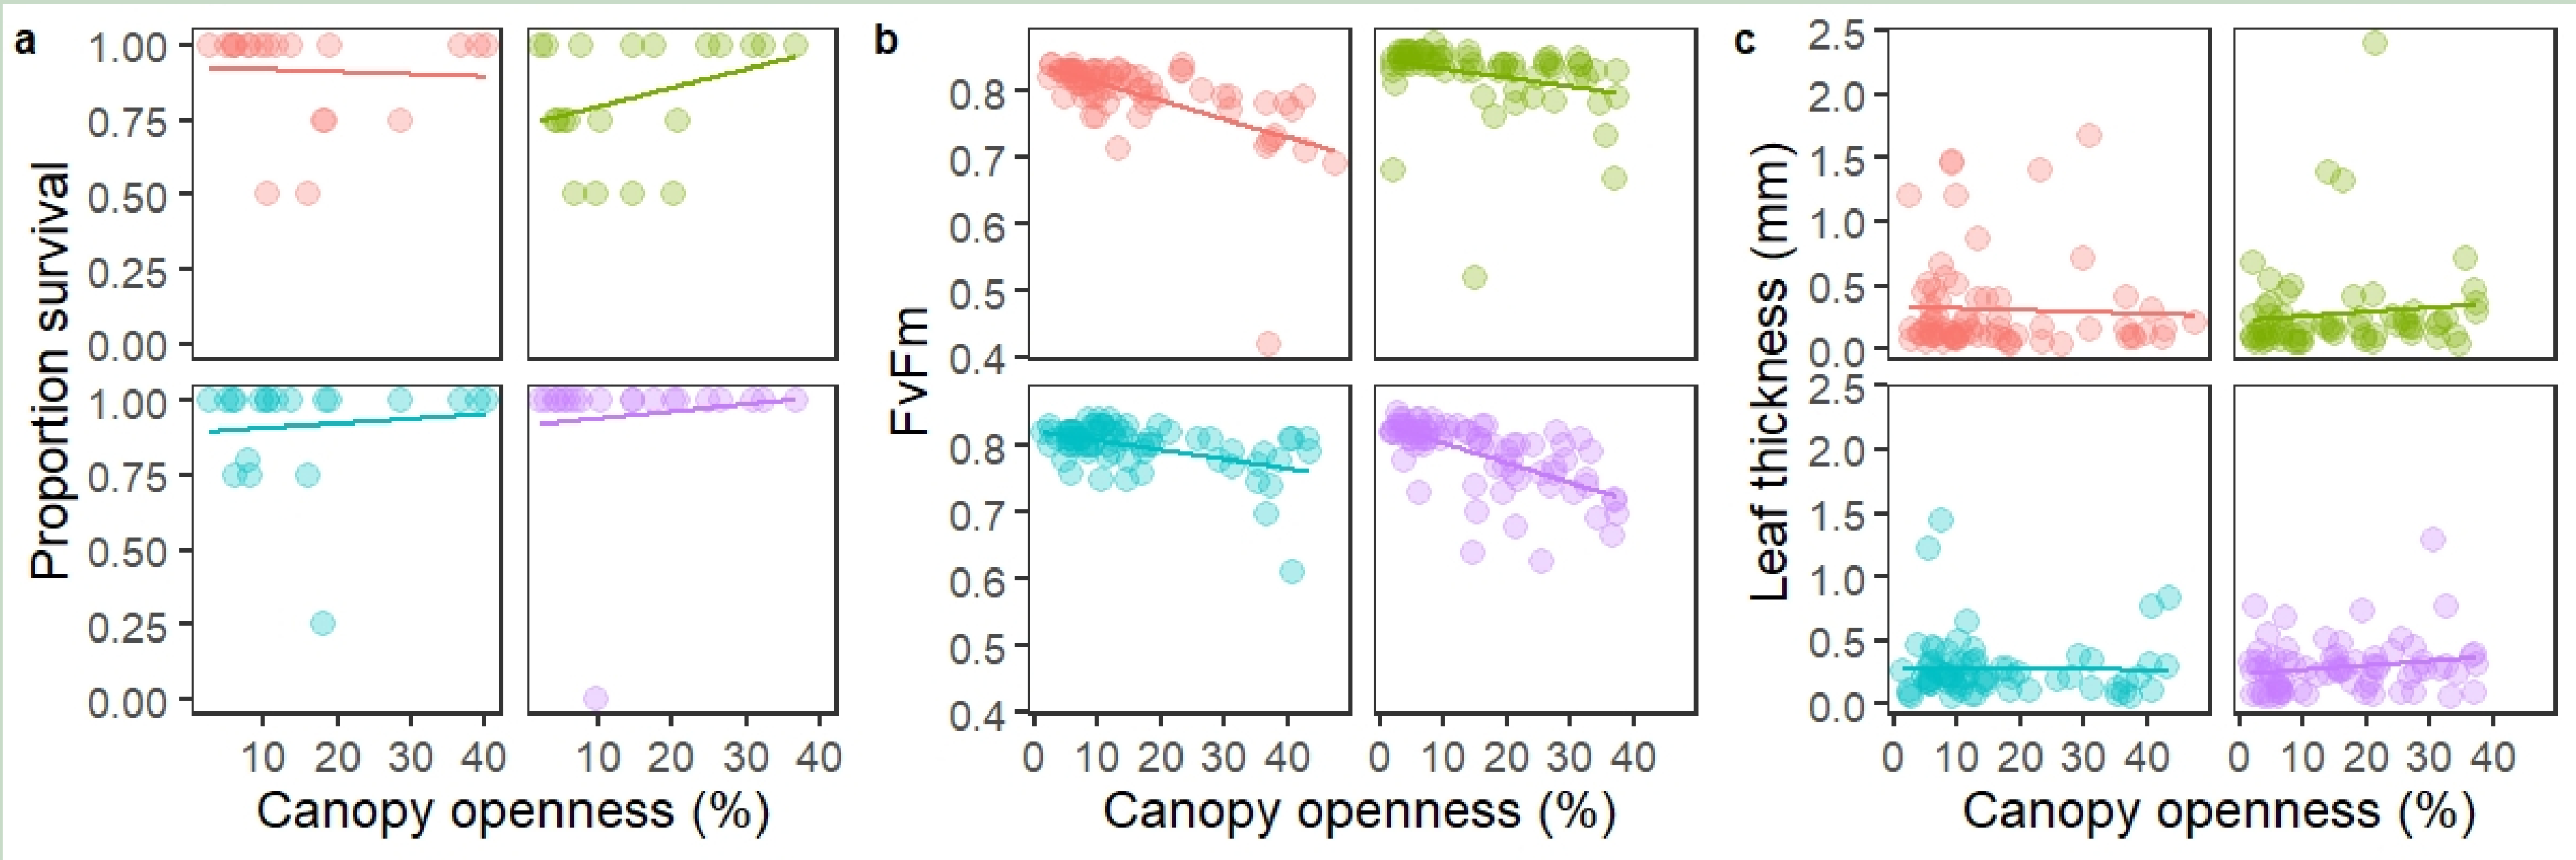 a
Proportion survival
1.00
0.75
0.50
0.25
0.00
1.00
0.75
0.50
0.25
0.00
10 20 30 40 10 20 30 40
Canopy openness (%)
b
FvFm
0.8
0.7
0.6
0.5
0.4
0.8
0.7
0.6
0.5
0.4
0 10 20 30 40 0 10 20 30 40
Canopy openness (%)
c
Leaf thickness (mm)
2.5
2.0
1.5
1.0
0.5
0.0
2.5
2.0
1.5
1.0
0.5
0.0
0 10 20 30 40 0 10 20 30 40
Canopy openness (%)